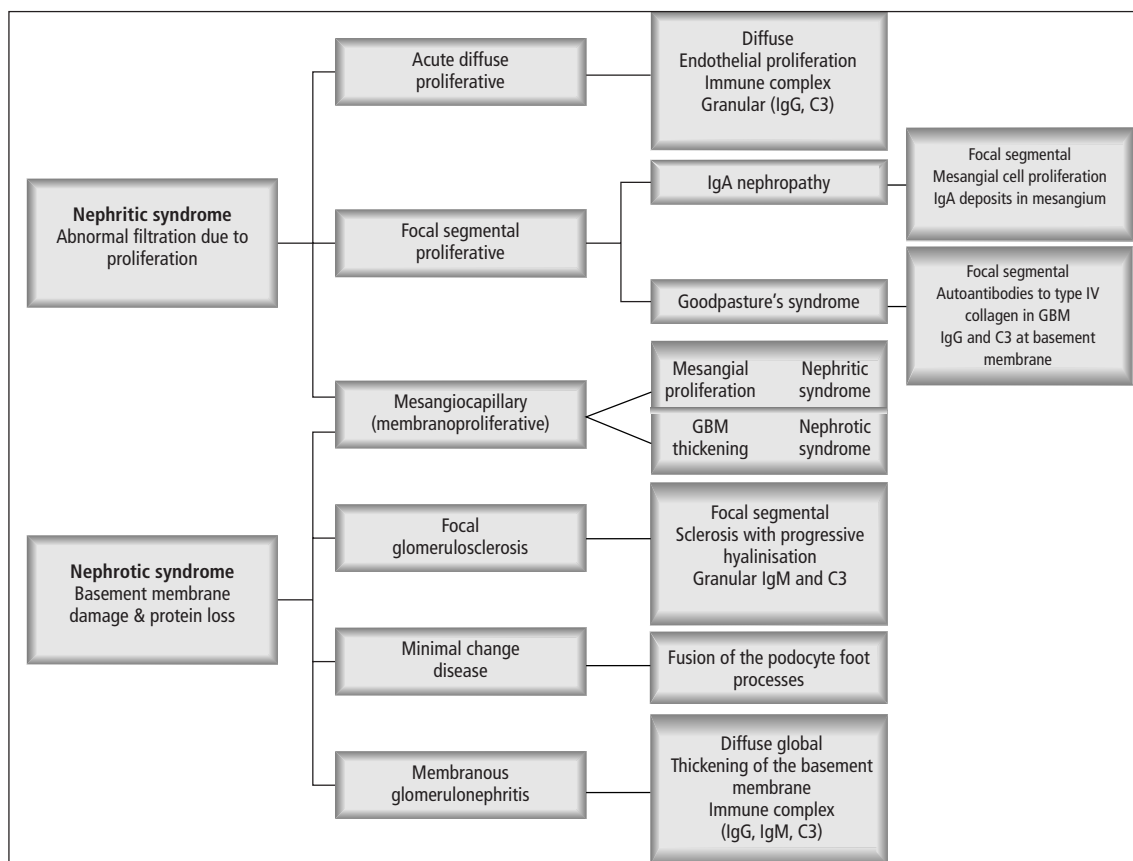 Nephritic syndrome
Abnormal filtration due to
proliferation
Acute diffuse
proliferative
Diffuse
Endothelial proliferation
Immune complex
Granular (IgG, C3)
Focal segmental
proliferative
IgA nephropathy
Focal segmental
Mesangial cell proliferation
IgA deposits in mesangium
Goodpasture's syndrome
Focal segmental
Autoantibodies to type IV
collagen in GBM
IgG and C3 at basement
membrane
Mesangiocapillary
(membranoproliferative)
Mesangial Nephritic
proliferation syndrome
GBM Nephrotic
thickening syndrome
Nephrotic syndrome
Basement membrane
damage & protein loss
Focal
glomerulosclerosis
Focal segmental
Sclerosis with progressive
hyalinisation
Granular IgM and C3
Minimal change
disease
Fusion of the podocyte foot
processes
Membranous
glomerulonephritis
Diffuse global
Thickening of the basement
membrane
Immune complex
(IgG, IgM, C3)